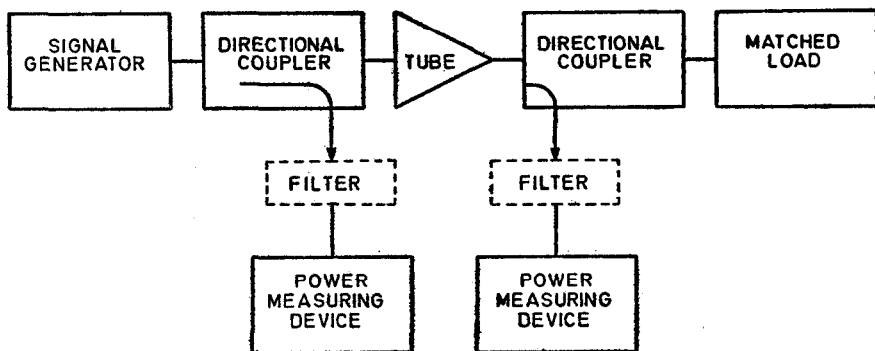 SIGNAL
GENERATOR
DIRECTIONAL
COUPLER
TUBE
DIRECTIONAL
COUPLER
MATCHED
LOAD
FILTER
FILTER
POWER
MEASURING
DEVICE
POWER
MEASURING
DEVICE